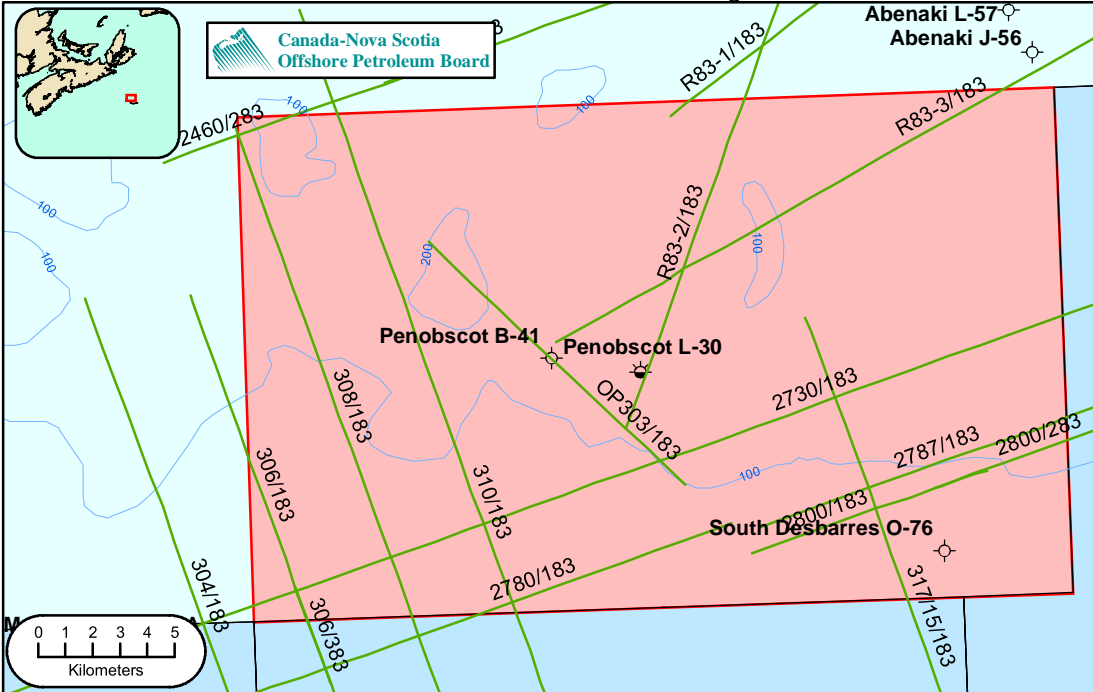 Abenaki L-57
Canada-Nova Scotia
Offshore Petroleum Board
3
Abenaki J-56
R83-1/183
100
100
2460/283
R83-3/183
100
200
R83-2/183
100
100
Penobscot B-41
Penobscot L-30
308/183
OP303/183
2730/183
306/183
310/183
2787/183
2800/283
100
2800/183
South Desbarres O-76
304/183
306/383
2780/183
317/15/183
M
A
0 1 2 3 4 5
Kilometers